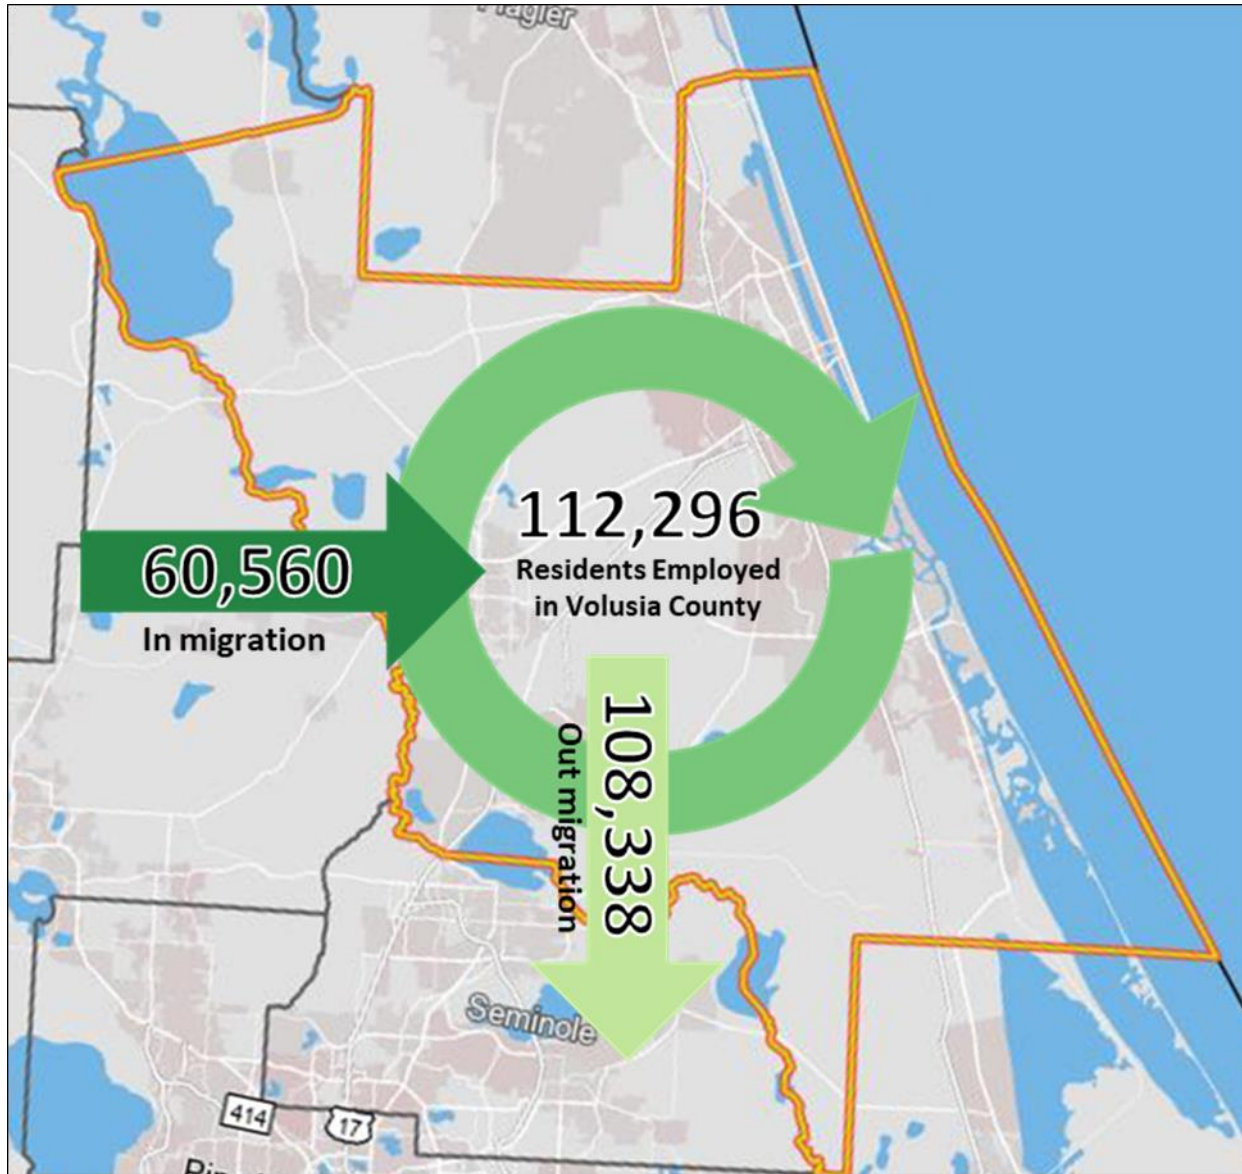 Flagler
112,296
Residents Employed
in Volusia County
60,560
In migration
108,338
Out migration
Seminole
414
17